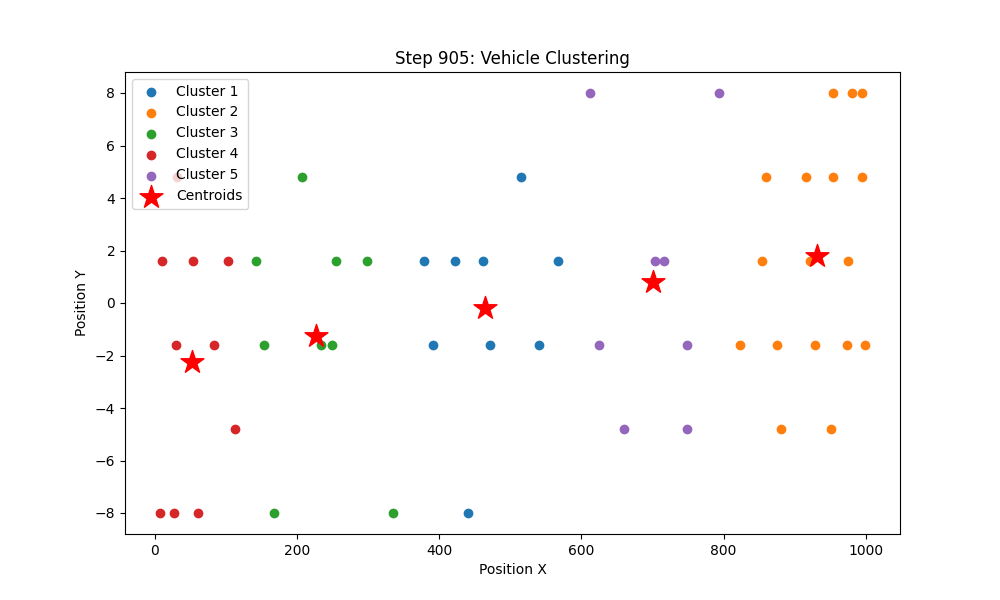 Step 905: Vehicle Clustering
Cluster 1
Cluster 2
Cluster 3
Cluster 4
Cluster 5
Centroids
8
6
4
2
0
−2
−4
−6
−8
Position Y
0
200
400
600
800
1000
Position X